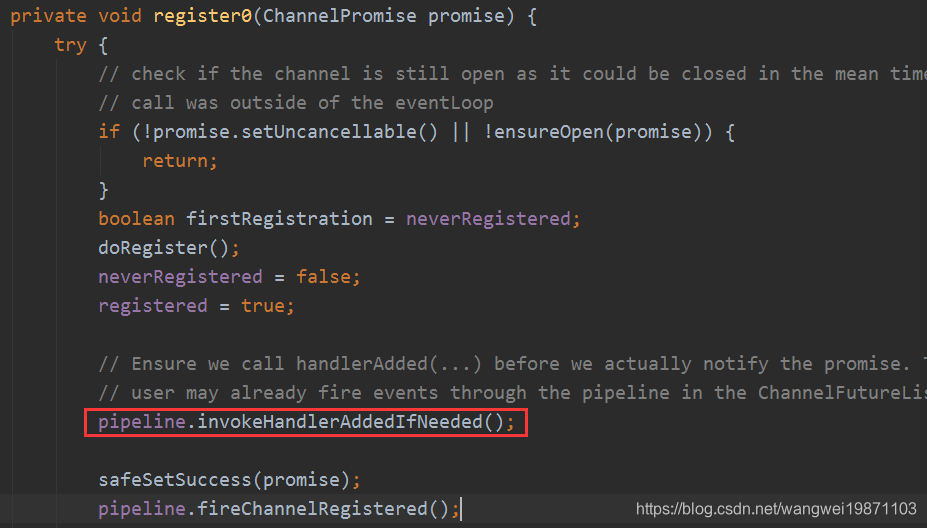 private void register0(ChannelPromise promise) {
try {
// check if the channel is still open as it could be closed in the mean time
// call was outside of the eventLoop
if (!promise.setUncancellable() || !ensureOpen(promise)) {
return;
}
boolean firstRegistration = neverRegistered;
doRegister();
neverRegistered = false;
registered = true;
// Ensure we call handlerAdded(...) before we actually notify the promise.
// user may already fire events through the pipeline in the ChannelFutureLis
pipeline.invokeHandlerAddedIfNeeded();
safeSetSuccess(promise);
pipeline.fireChannelRegistered();
https://blog.csdn.net/wangwei19871103